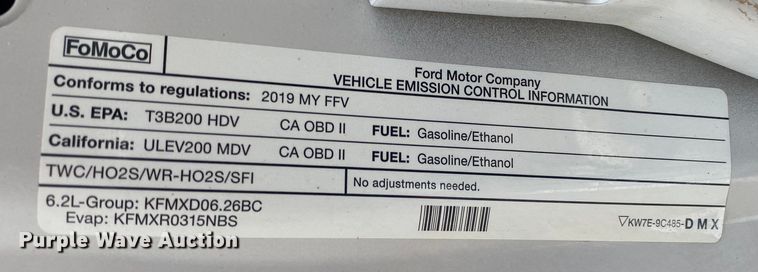 FoMoCo
Ford Motor Company
VEHICLE EMISSION CONTROL INFORMATION
Conforms to regulations: 2019 MY FFV
U.S. EPA: T3B200 HDV CA OBD II FUEL: Gasoline/Ethanol
California: ULEV200 MDV CA OBD II FUEL: Gasoline/Ethanol
TWC/HO2S/WR-HO2S/SFI No adjustments needed.
6.2L-Group: KFMXD06.26BC
Evap: KFMXR0315NBS
▽KW7E-9C485-DMX
Purple Wave Auction